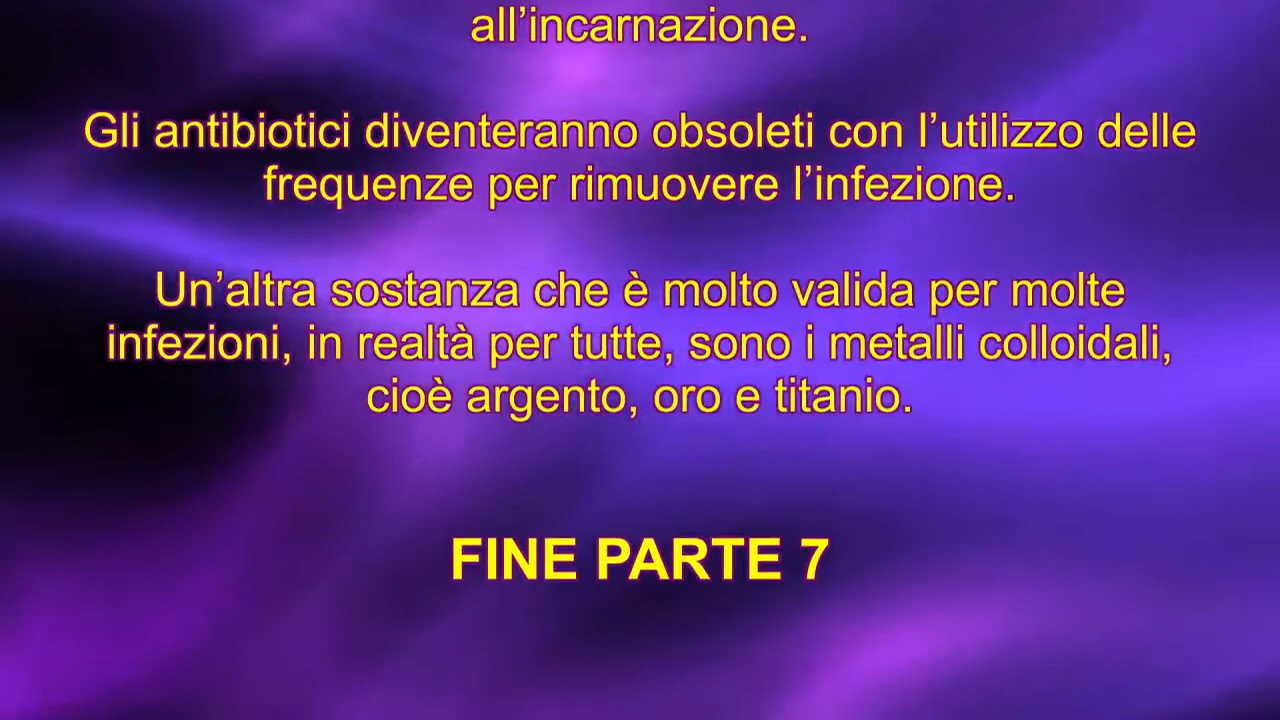 all’incarnazione.
Gli antibiotici diventeranno obsoleti con l’utilizzo delle
frequenze per rimuovere l’infezione.
Un’altra sostanza che è molto valida per molte
infezioni, in realtà per tutte, sono i metalli colloidali,
cioè argento, oro e titanio.
FINE PARTE 7